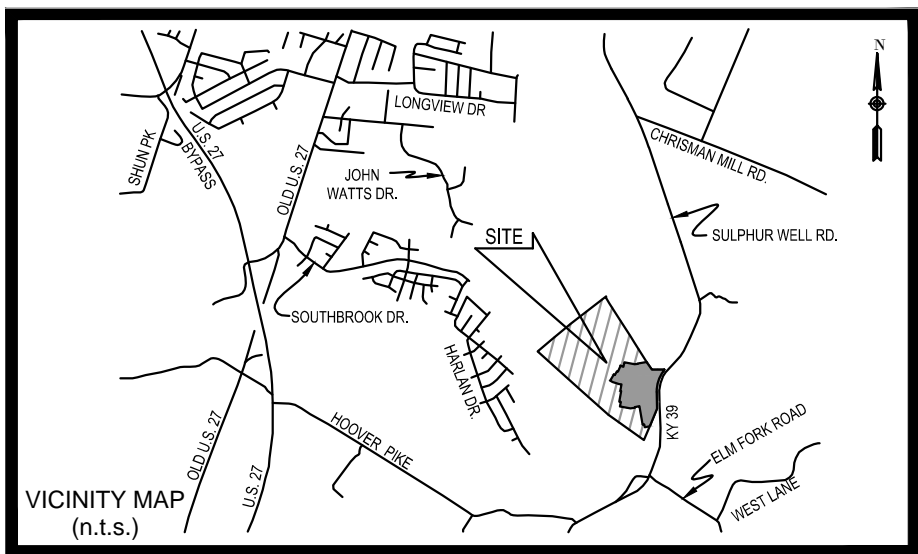 N
LONGVIEW DR
CHRISMAN MILL RD.
SHUN PK
U.S. 27
BYPASS
OLD U.S. 27
JOHN
WATTS DR.
SITE
SULPHUR WELL RD.
SOUTHBROOK DR.
HARLAN DR.
KY 39
HOOVER PIKE
ELM FORK ROAD
OLD U.S. 27
U.S. 27
WEST LANE
VICINITY MAP
(n.t.s.)